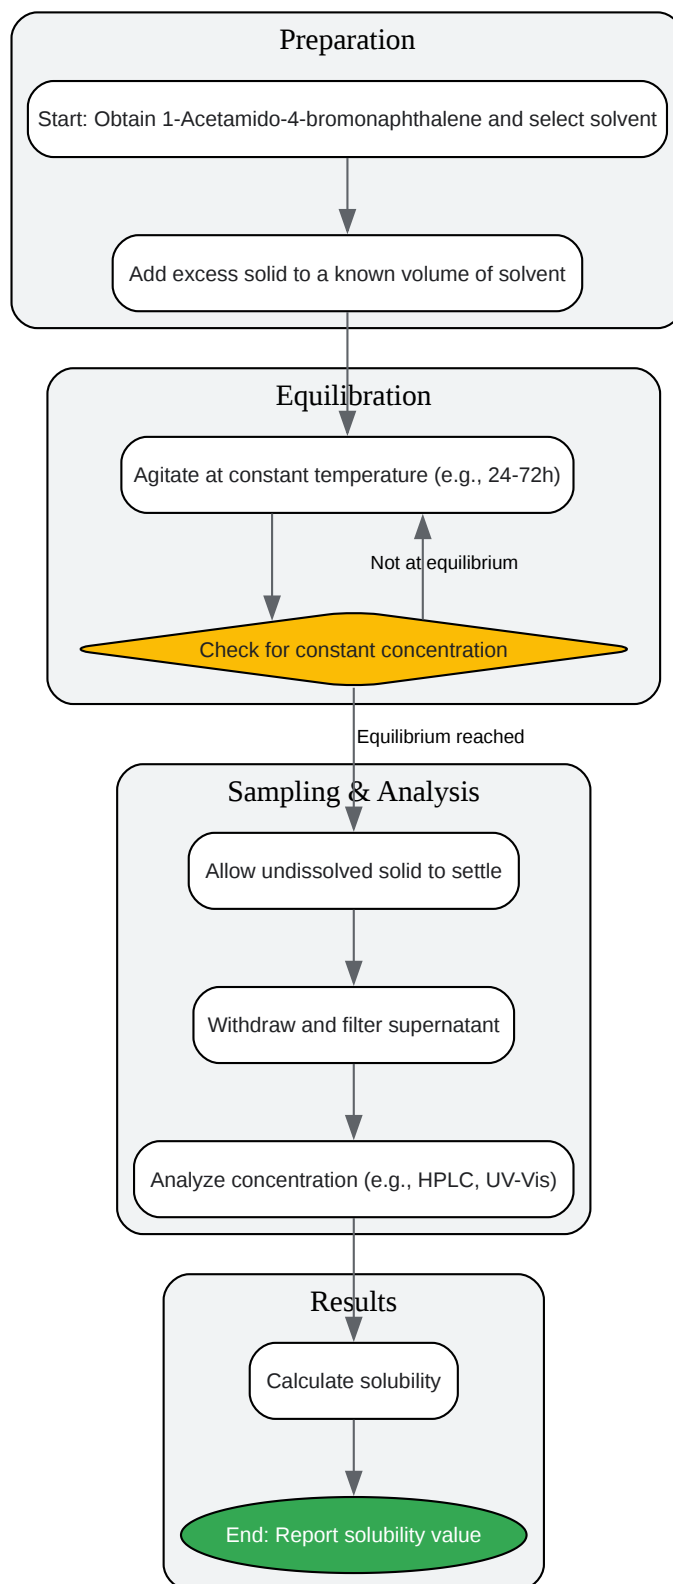 Preparation
Start: Obtain 1-Acetamido-4-bromonaphthalene and select solvent
Add excess solid to a known volume of solvent
Equilibration
Agitate at constant temperature (e.g., 24-72h)
Not at equilibrium
Check for constant concentration
Equilibrium reached
Sampling & Analysis
Allow undissolved solid to settle
Withdraw and filter supernatant
Analyze concentration (e.g., HPLC, UV-Vis)
Results
Calculate solubility
End: Report solubility value